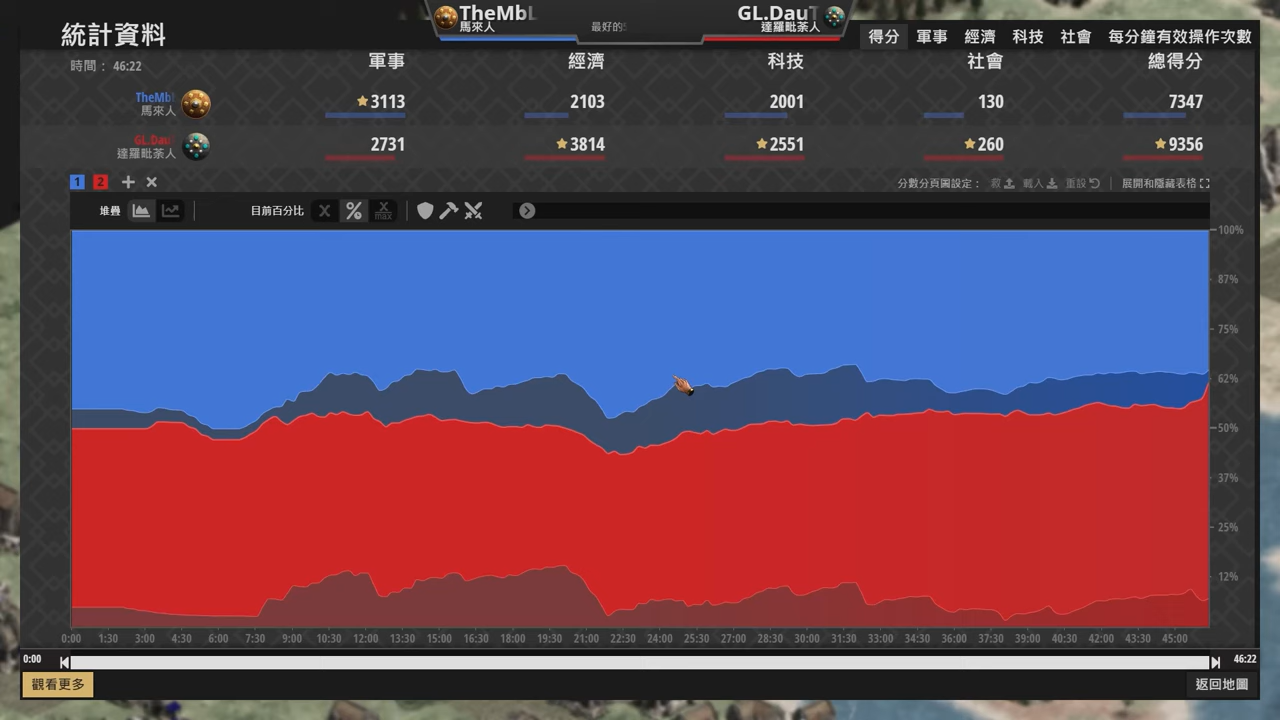 TheMbL
馬來人
最好的
GL.DauT
達羅毗荼人
統計資料
得分 軍事 經濟 科技 社會 每分鐘有效操作次數
時間： 46:22
軍事 經濟 科技 社會 總得分
TheMbL
馬來人
3113 2103 2001 130 7347
GL.Dau
達羅毗荼人
2731 3814 2551 260 9356
1 2
分數分頁圖設定： 載入 重設 展開和隱藏表格
堆疊 目前百分比 X % X max
100%
87%
75%
62%
50%
37%
25%
12%
0:00 1:30 3:00 4:30 6:00 7:30 9:00 10:30 12:00 13:30 15:00 16:30 18:00 19:30 21:00 22:30 24:00 25:30 27:00 28:30 30:00 31:30 33:00 34:30 36:00 37:30 39:00 40:30 42:00 43:30 45:00
0:00 46:22
觀看更多 返回地圖